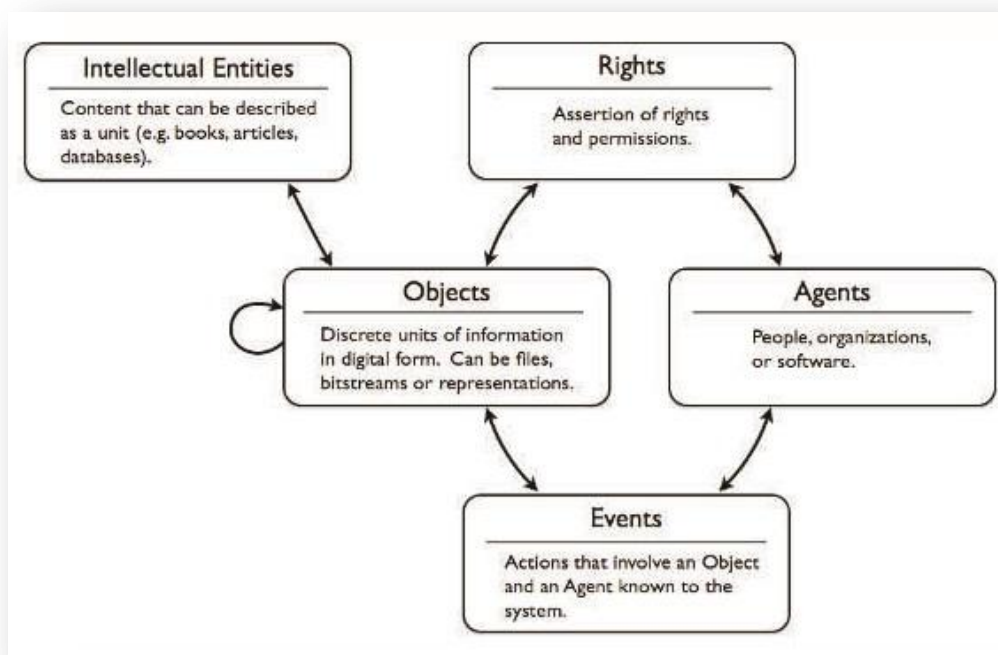 Intellectual Entities
Content that can be described
as a unit (e.g. books, articles,
databases).
Rights
Assertion of rights
and permissions.
Objects
Discrete units of information
in digital form. Can be files,
bitstreams or representations.
Agents
People, organizations,
or software.
Events
Actions that involve an Object
and an Agent known to the
system.